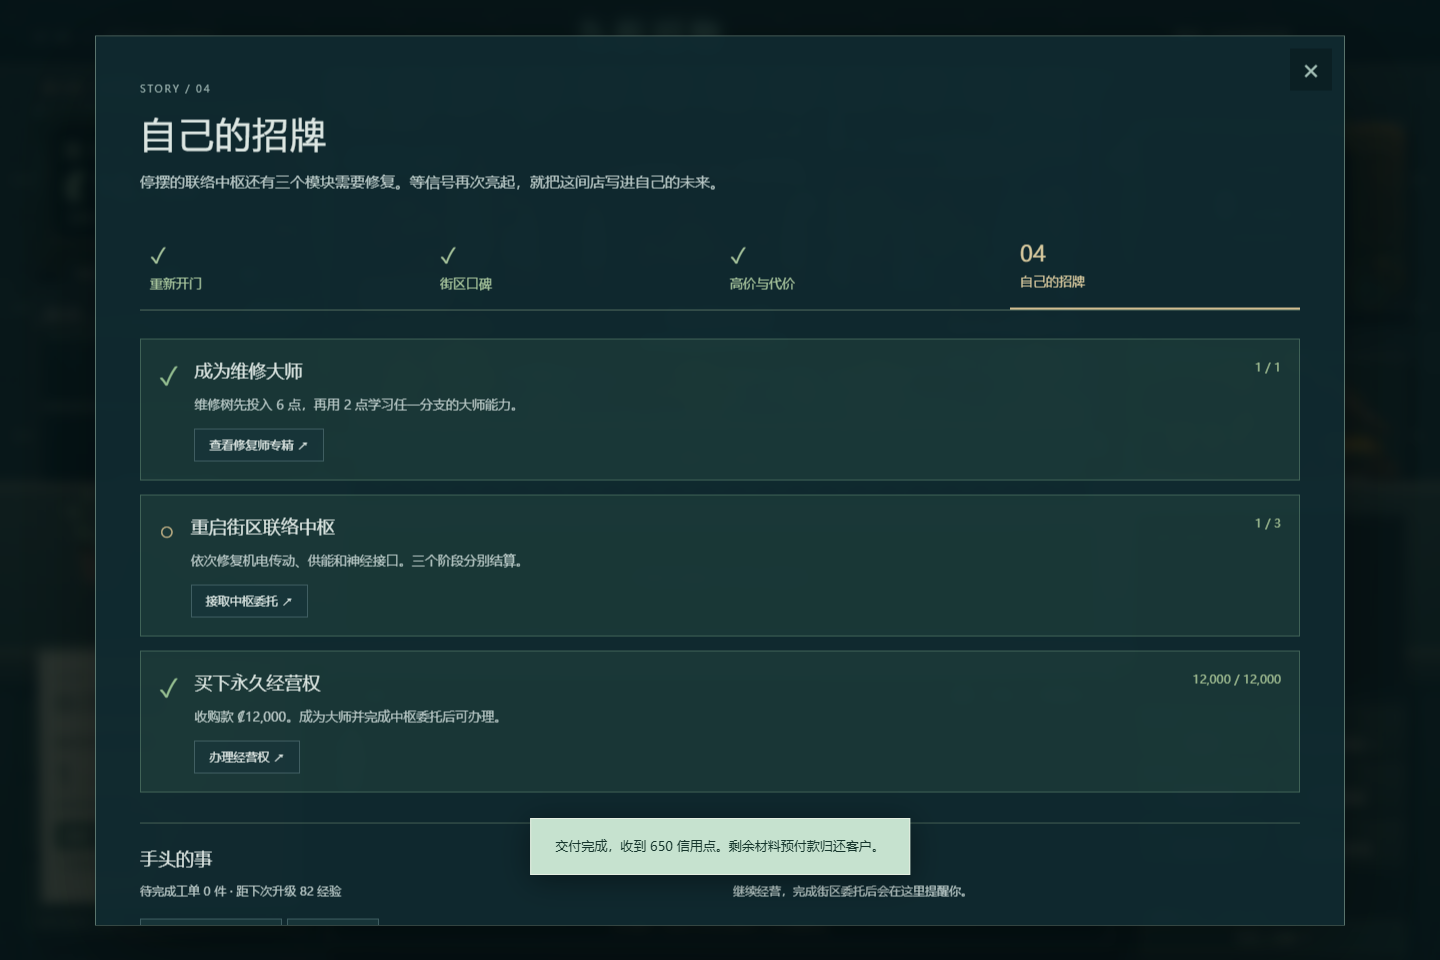 STORY / 04
自己的招牌
停摆的联络中枢还有三个模块需要修复。等信号再次亮起，就把这间店写进自己的未来。
✓
重新开门
✓
街区口碑
✓
高价与代价
04
自己的招牌
✓ 成为维修大师 1 / 1
维修树先投入 6 点，再用 2 点学习任一分支的大师能力。
查看修复师专精 ↗
重启街区联络中枢 1 / 3
依次修复机电传动、供能和神经接口。三个阶段分别结算。
接取中枢委托 ↗
✓ 买下永久经营权 12,000 / 12,000
收购款 ₡12,000。成为大师并完成中枢委托后可办理。
办理经营权 ↗
交付完成，收到 650 信用点。剩余材料预付款归还客户。
手头的事
待完成工单 0 件 · 距下次升级 82 经验
继续经营，完成街区委托后会在这里提醒你。